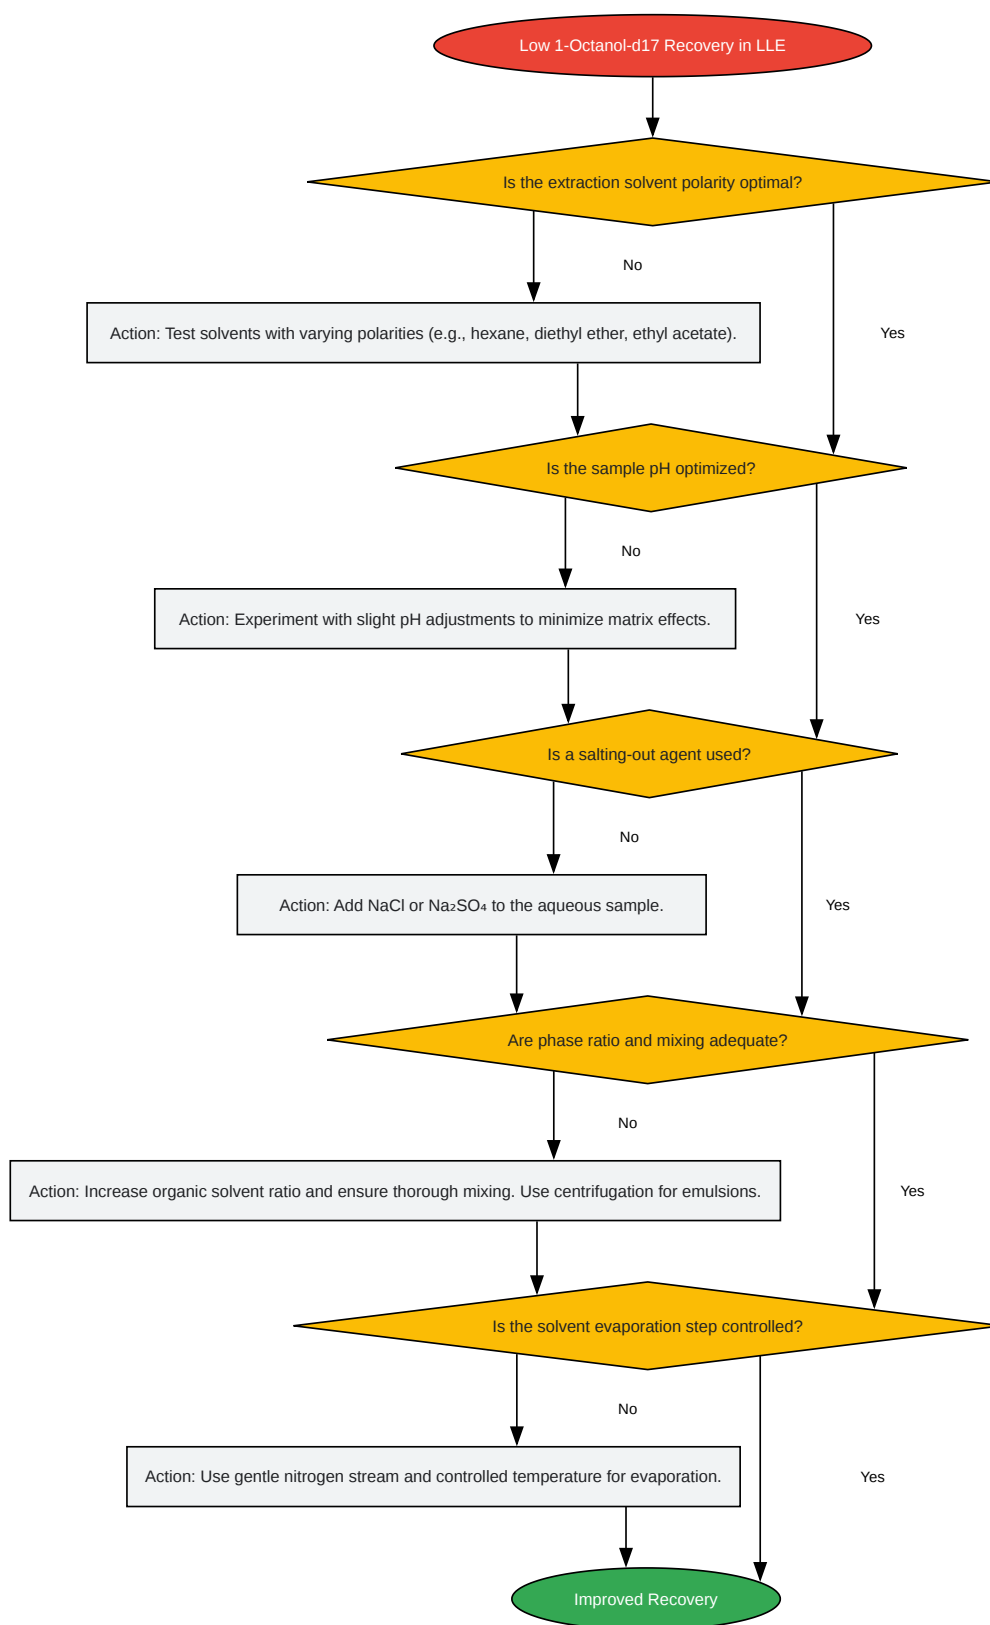 Low 1-Octanol-d17 Recovery in LLE
Is the extraction solvent polarity optimal?
No
Action: Test solvents with varying polarities (e.g., hexane, diethyl ether, ethyl acetate).
Yes
Is the sample pH optimized?
No
Action: Experiment with slight pH adjustments to minimize matrix effects.
Yes
Is a salting-out agent used?
No
Action: Add NaCl or Na₂SO₄ to the aqueous sample.
Yes
Are phase ratio and mixing adequate?
No
Action: Increase organic solvent ratio and ensure thorough mixing. Use centrifugation for emulsions.
Yes
Is the solvent evaporation step controlled?
No
Action: Use gentle nitrogen stream and controlled temperature for evaporation.
Yes
Improved Recovery